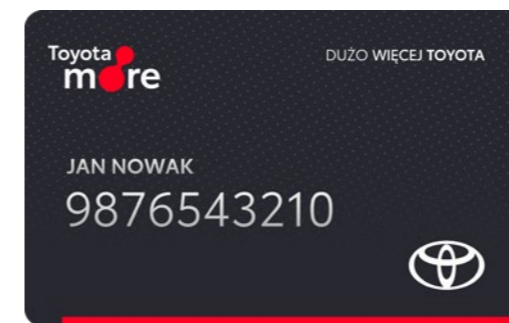 Toyota
more
DUŻO WIĘCEJ TOYOTA
JAN NOWAK
9876543210